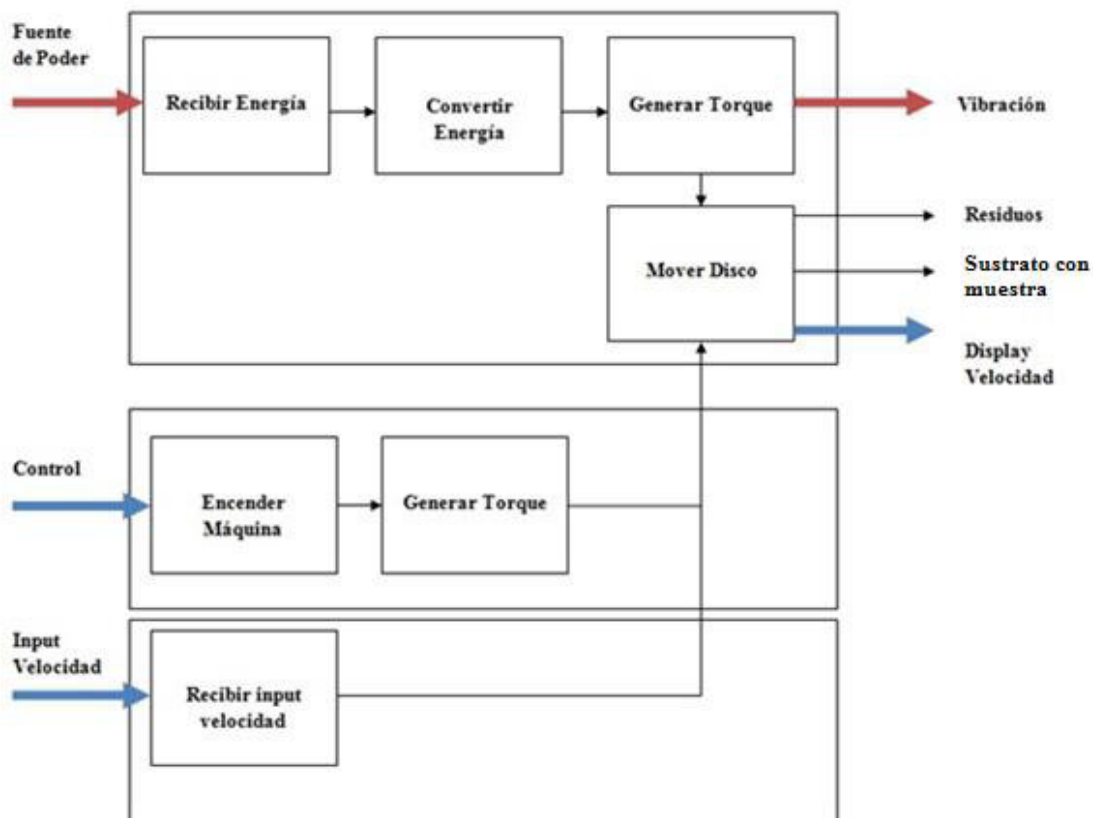 Fuente
de Poder
Recibir Energía
Convertir
Energía
Generar Torque
Vibración
Mover Disco
Residuos
Sustrato con
muestra
Display
Velocidad
Control
Encender
Máquina
Generar Torque
Input
Velocidad
Recibir input
velocidad